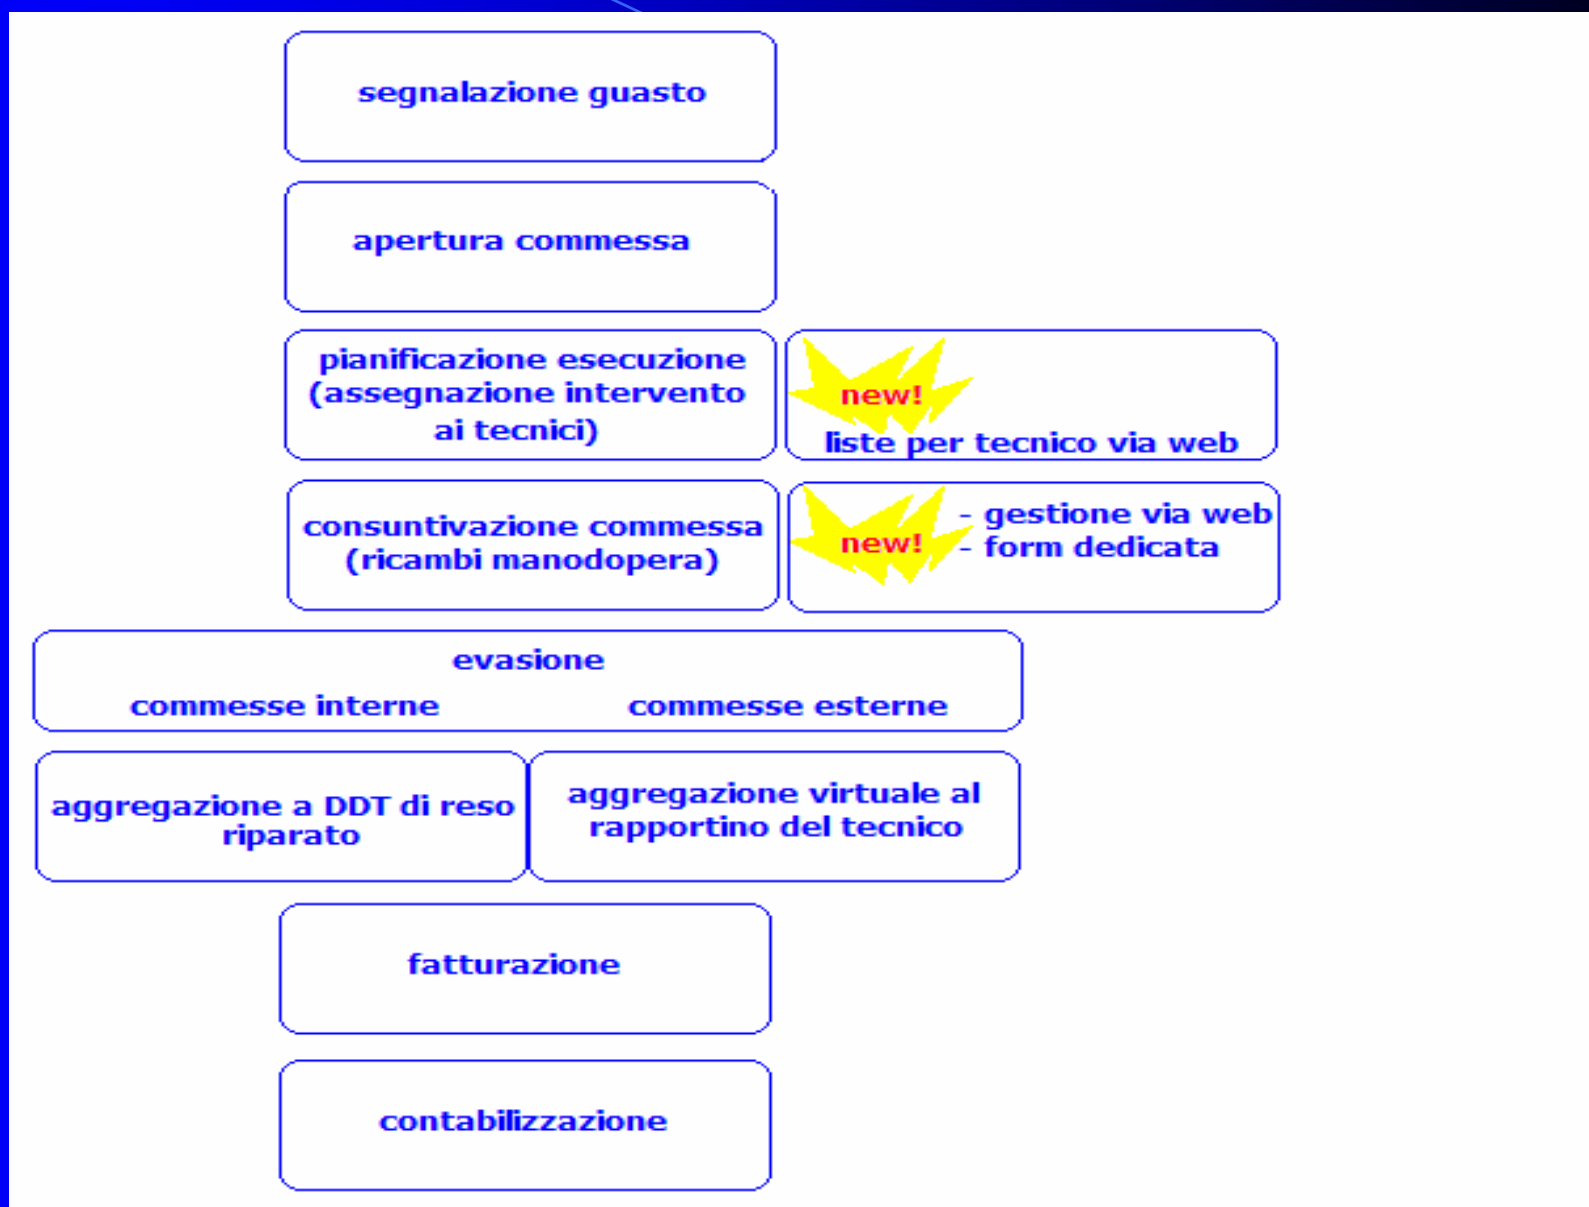 segnalazione guasto
apertura commessa
pianificazione esecuzione
(assegnazione intervento
ai tecnici)
new!
liste per tecnico via web
consuntivazione commessa
(ricambi manodopera)
new!
- gestione via web
- form dedicata
evasione
commesse interne
commesse esterne
aggregazione a DDT di reso
riparato
aggregazione virtuale al
rapportino del tecnico
fatturazione
contabilizzazione